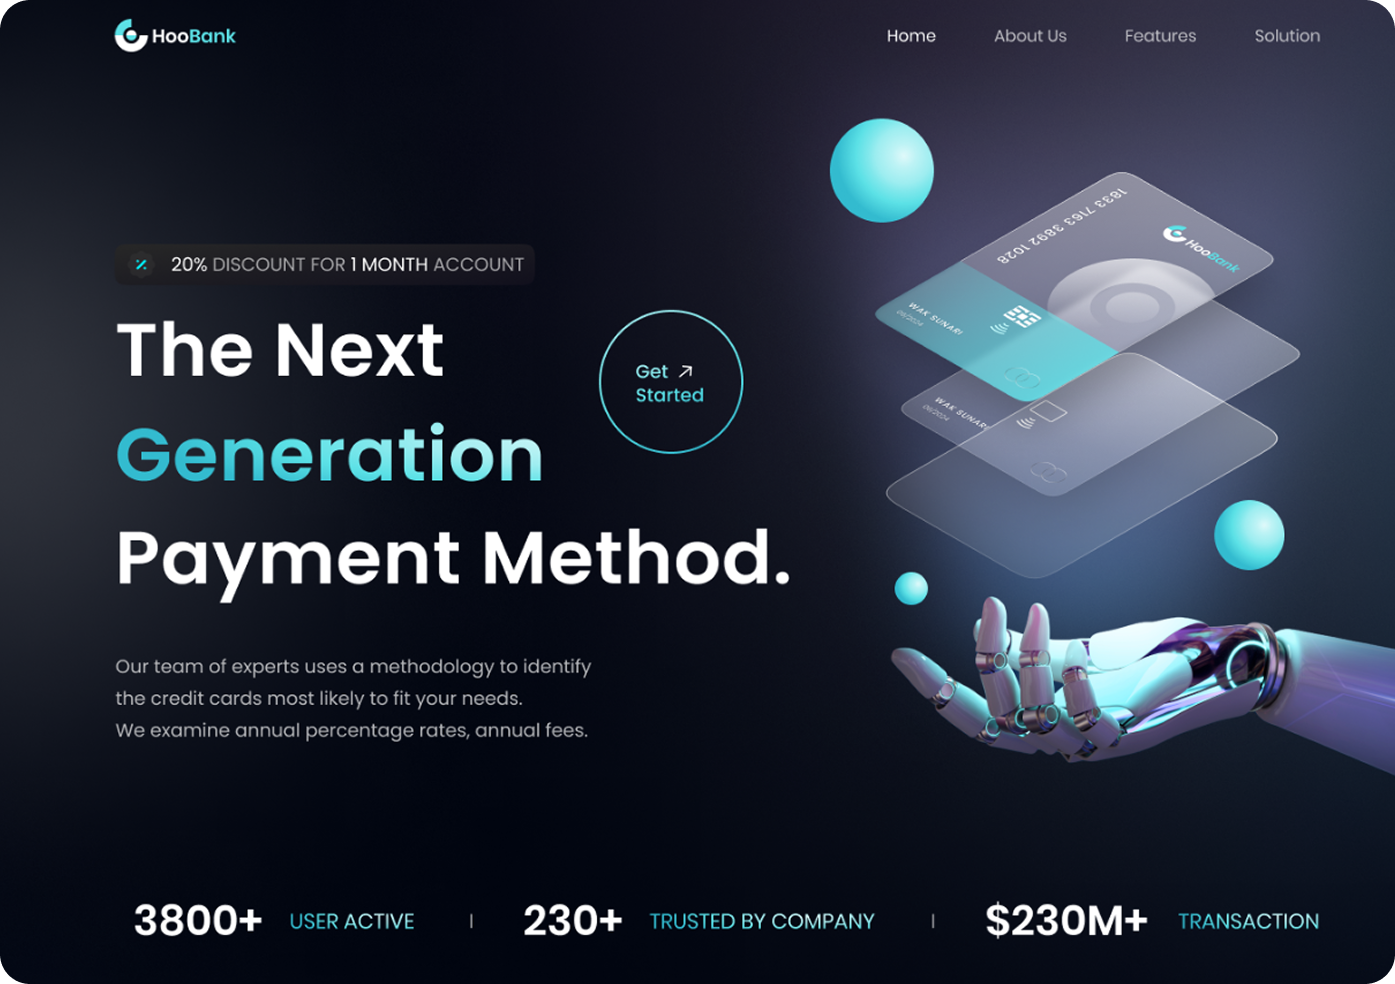 HooBank
Home
About Us
Features
Solution
20% DISCOUNT FOR 1 MONTH ACCOUNT
The Next
Generation
Payment Method.
Get ↗
Started
Our team of experts uses a methodology to identify
the credit cards most likely to fit your needs.
We examine annual percentage rates, annual fees.
1833 7163 3892 1028
HooBank
WAK SUNARI
08/2024
WAK SUNARI
08/2024
3800+ USER ACTIVE
230+ TRUSTED BY COMPANY
$230M+ TRANSACTION